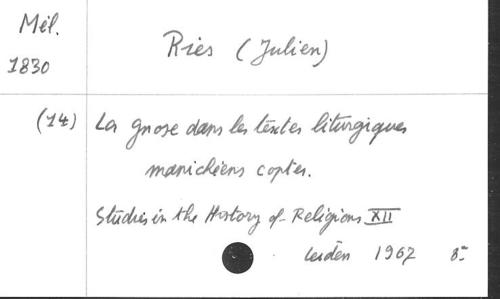 Mél.
1830
Ries (Julien)
(14) La gnose dans les textes liturgiques
manichéens coptes.
Studies in the History of Religions XII
Leiden 1967 8°